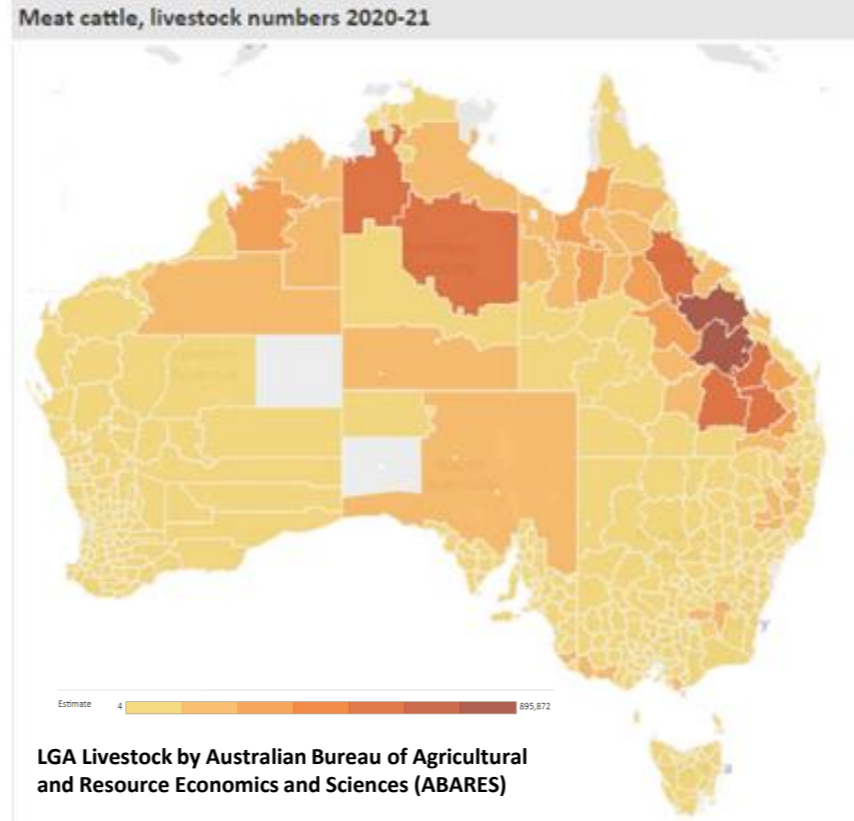 Meat cattle, livestock numbers 2020-21
Estimate 4 895,872
LGA Livestock by Australian Bureau of Agricultural
and Resource Economics and Sciences (ABARES)